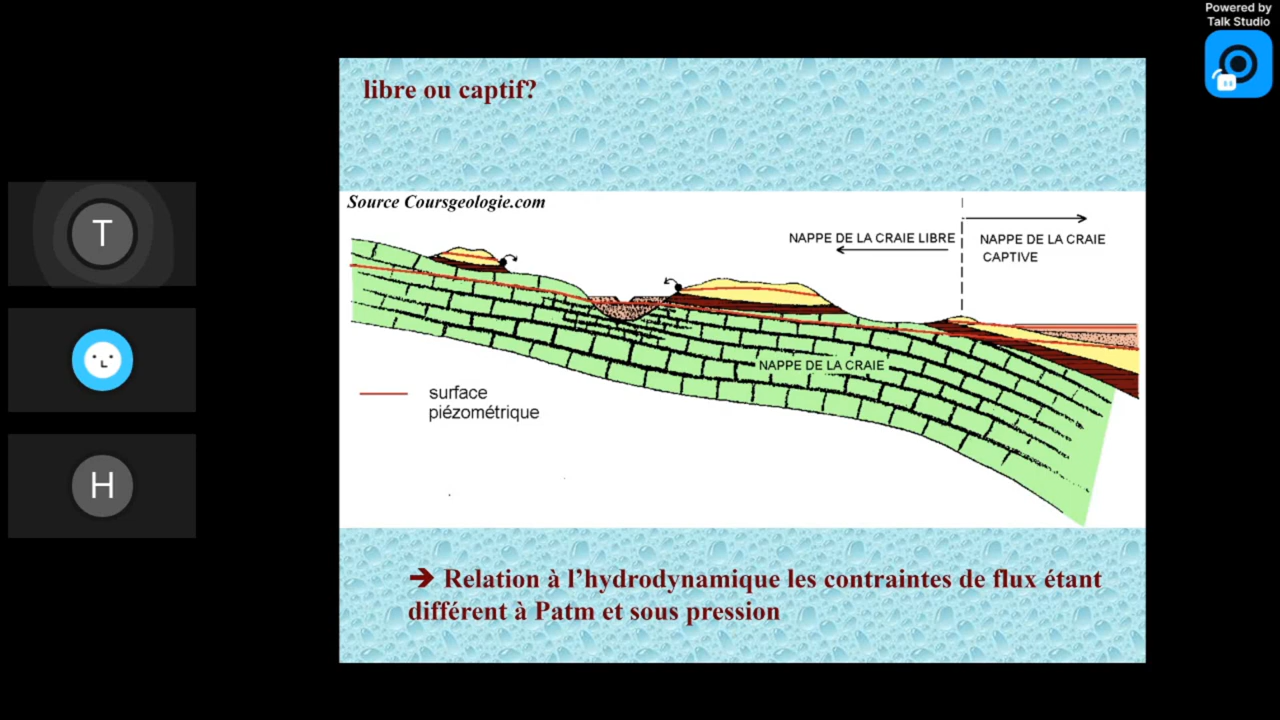 Powered by
Talk Studio
libre ou captif?
Source Coursgeologie.com
NAPPE DE LA CRAIE LIBRE
NAPPE DE LA CRAIE
CAPTIVE
T
NAPPE DE LA CRAIE
surface
piézométrique
H
➔ Relation à l’hydrodynamique les contraintes de flux étant
différent à Patm et sous pression